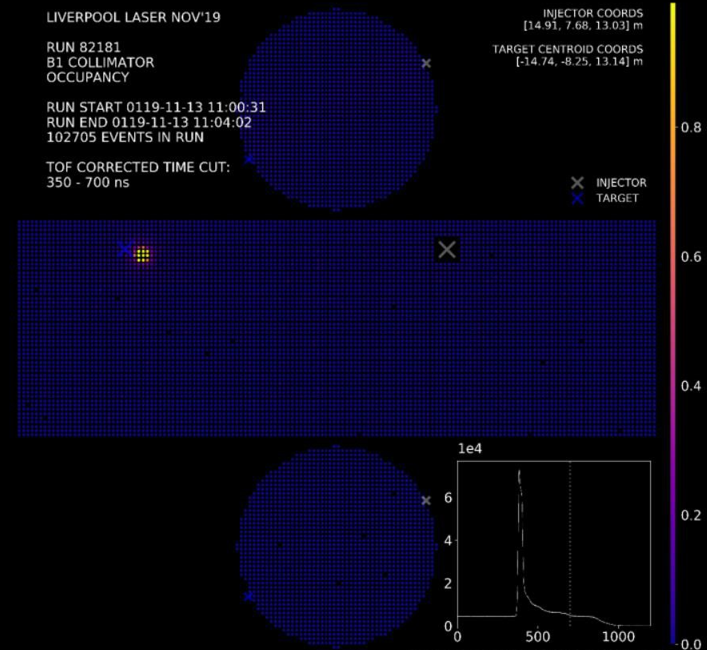 LIVERPOOL LASER NOV'19
RUN 82181
B1 COLLIMATOR
OCCUPANCY
RUN START 0119-11-13 11:00:31
RUN END 0119-11-13 11:04:02
102705 EVENTS IN RUN
TOF CORRECTED TIME CUT:
350 - 700 ns
INJECTOR COORDS
[14.91, 7.68, 13.03] m
TARGET CENTROID COORDS
[-14.74, -8.25, 13.14] m
INJECTOR
TARGET
0.8
0.6
0.4
0.2
0.0
1e4
6
4
2
0
0 500 1000